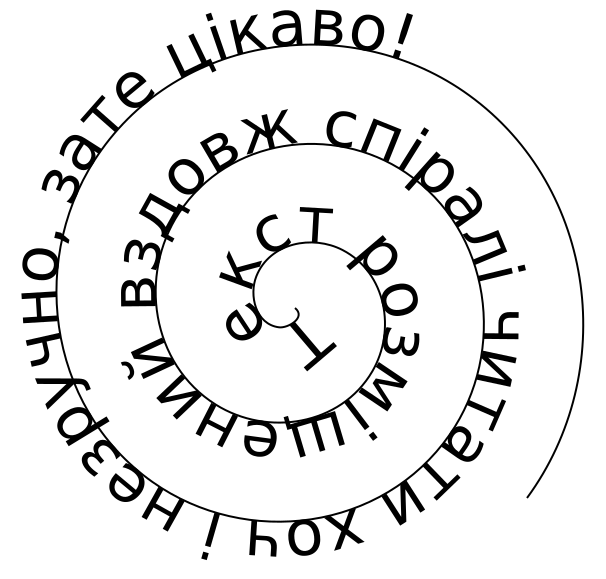 Текст розміщений вздовж спіралі читати хоч і незручно, зате цікаво!